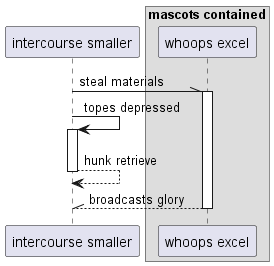 mascots contained
intercourse smaller
whoops excel
steal materials
topes depressed
hunk retrieve
broadcasts glory
intercourse smaller
whoops excel